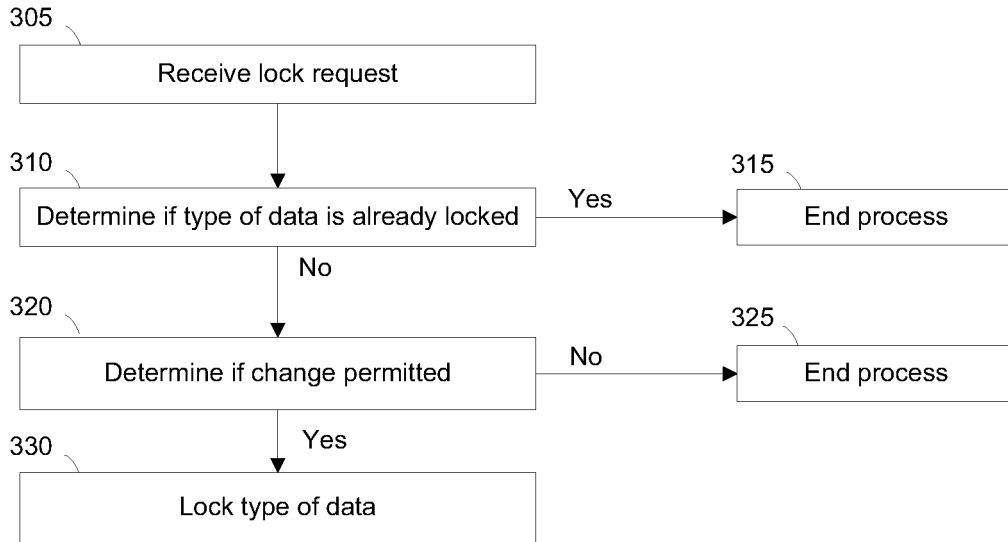 305
Receive lock request
310
Determine if type of data is already locked
Yes
315
End process
No
320
Determine if change permitted
No
325
End process
Yes
330
Lock type of data